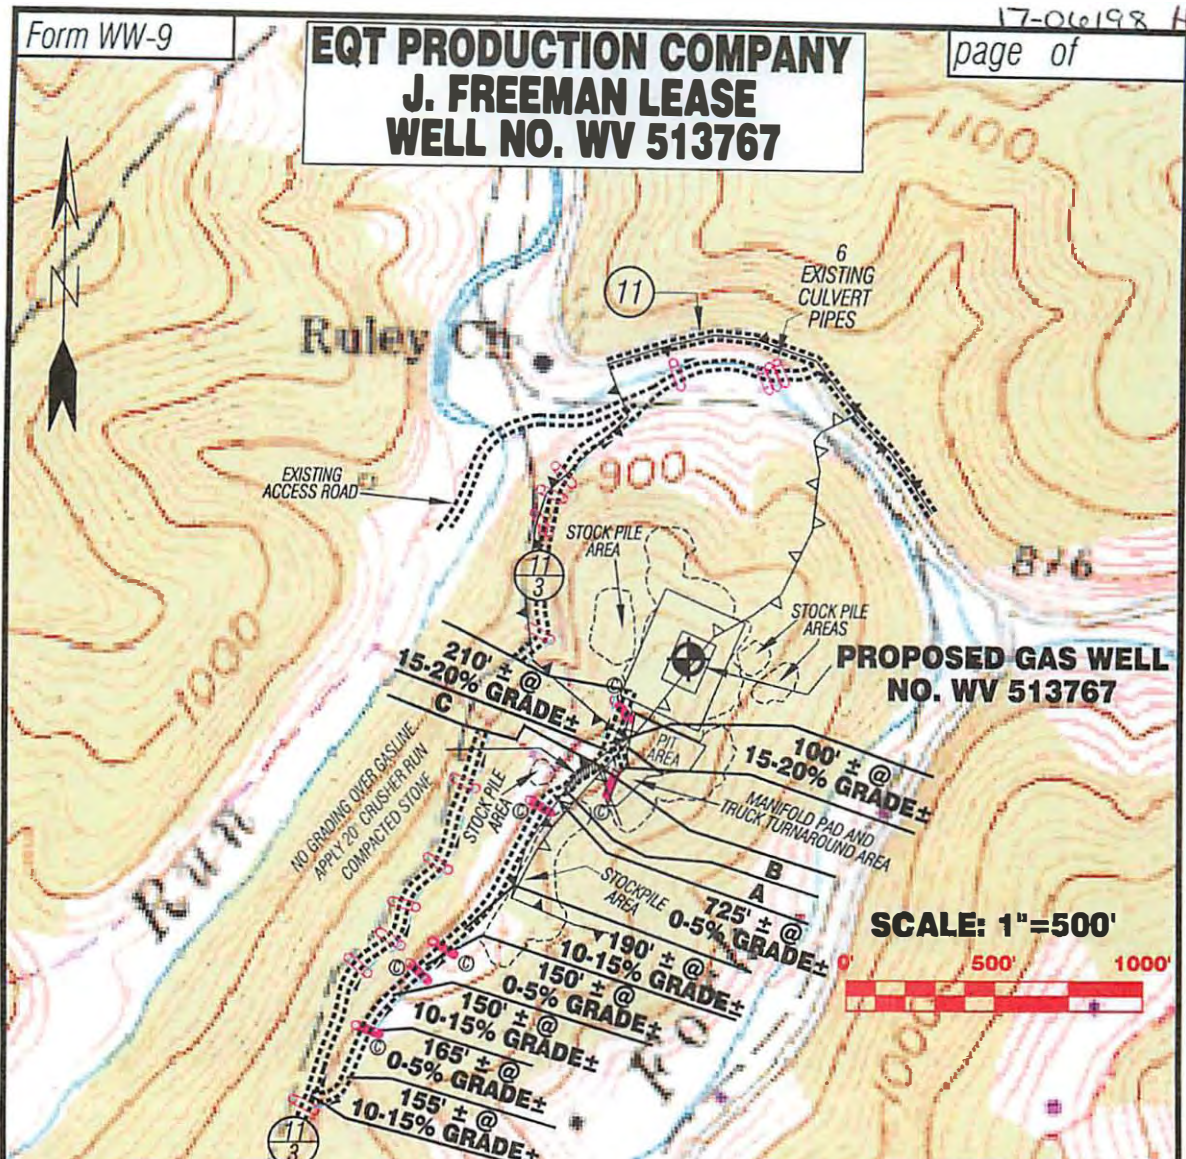 17-06198 H
Form WW-9
page of
EQT PRODUCTION COMPANY
J. FREEMAN LEASE
WELL NO. WV 513767
1100
6
EXISTING
CULVERT
PIPES
11
Ruley Ch
N
900
EXISTING
ACCESS ROAD
STOCK PILE
AREA
816
11
3
STOCK PILE
AREAS
1000
PROPOSED GAS WELL
NO. WV 513767
210' ± @
15-20% GRADE±
C
©
PIT
AREA
100' ± @
15-20% GRADE±
NO GRADING OVER GASLINE.
APPLY 20" CRUSHER RUN
COMPACTED STONE
STOCK PILE
AREA
©
©
MANIFOLD PAD AND
TRUCK TURNAROUND AREA
B
A
Run
STOCKPILE
AREA
725' ± @
0-5% GRADE±
SCALE: 1"=500'
0'
500'
1000'
190' ± @
10-15% GRADE±
©
©
150' ± @
0-5% GRADE±
150' ± @
10-15% GRADE±
©
165' ± @
0-5% GRADE±
1000
155' ± @
10-15% GRADE±
11
3